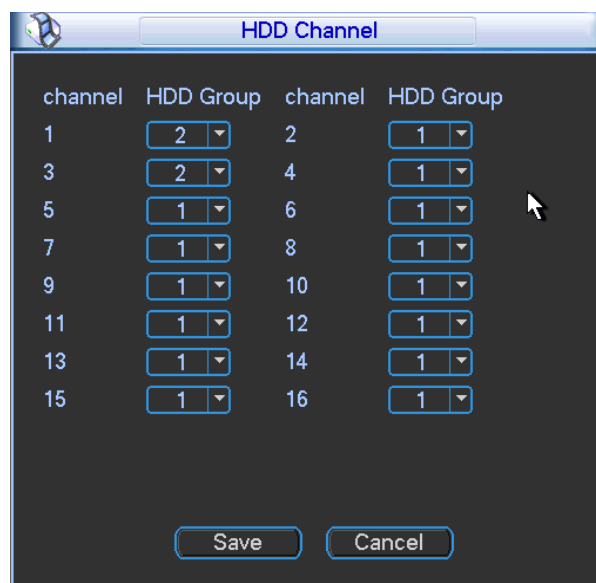 HDD Channel
channel HDD Group channel HDD Group
1 2 2 1
3 2 4 1
5 1 6 1
7 1 8 1
9 1 10 1
11 1 12 1
13 1 14 1
15 1 16 1
Save Cancel